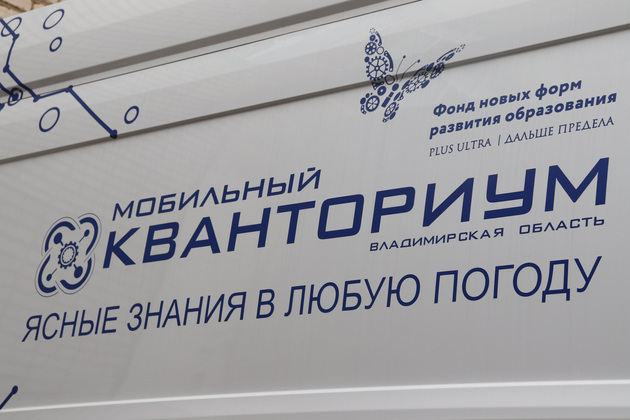 Фонд новых форм
развития образования
PLUS ULTRA | ДАЛЬШЕ ПРЕДЕЛА
МОБИЛЬНЫЙ
КВАНТОРИУМ
ВЛАДИМИРСКАЯ ОБЛАСТЬ
ЯСНЫЕ ЗНАНИЯ В ЛЮБУЮ ПОГОДУ